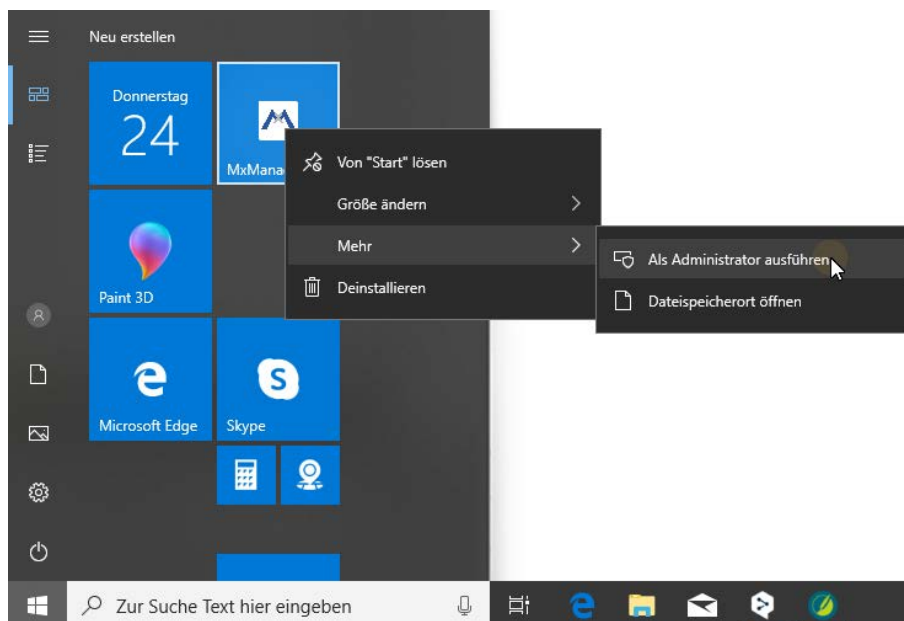 Neu erstellen
Donnerstag
24
MxMana
Von "Start" lösen
Größe ändern
Mehr
Deinstallieren
Als Administrator ausführen
Dateispeicherort öffnen
Paint 3D
Microsoft Edge
Skype
Zur Suche Text hier eingeben